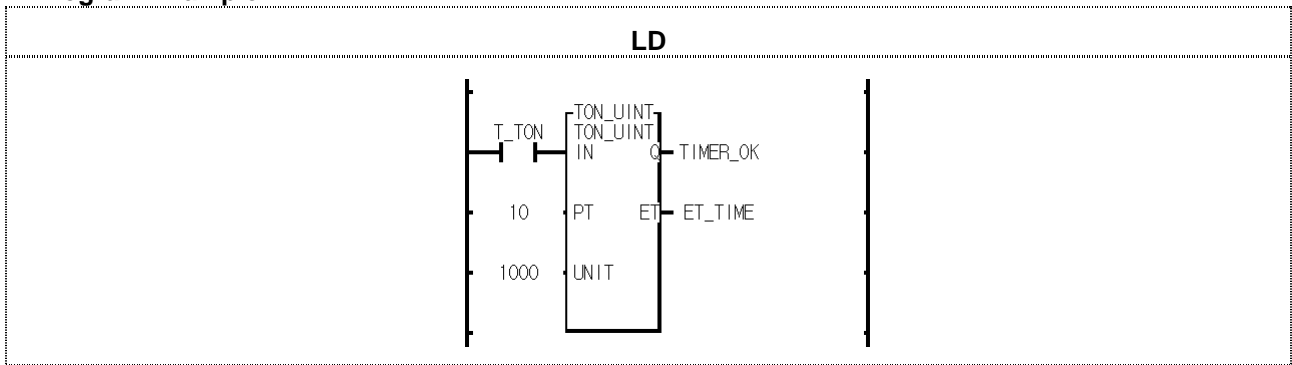 LD
TON_UINT
T_TON TON_UINT
IN Q TIMER_OK
10 PT ET ET_TIME
1000 UNIT